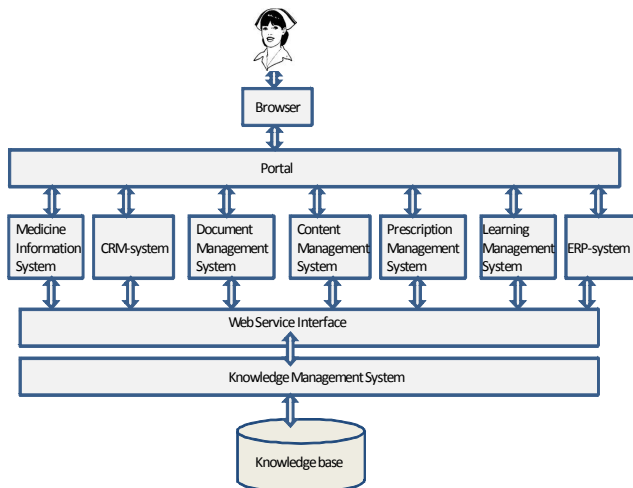 Browser
Portal
Medicine
Information
System
CRM-system
Document
Management
System
Content
Management
System
Prescription
Management
System
Learning
Management
System
ERP-system
Web Service Interface
Knowledge Management System
Knowledge base